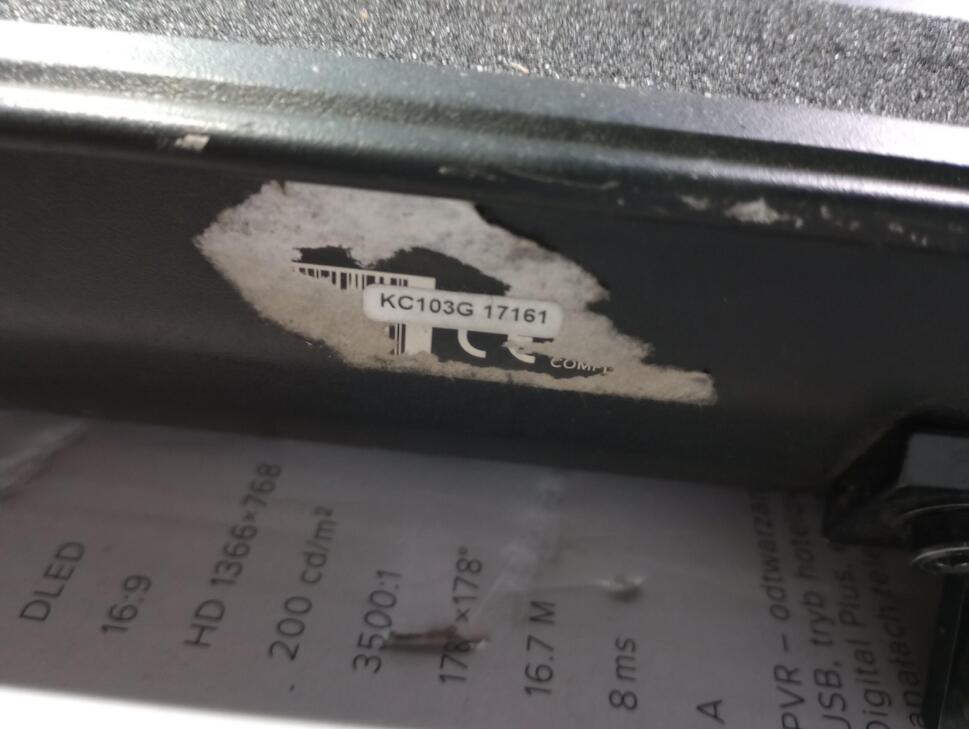 KC103G 17161
CE
DLED
16:9
HD 1366×768
200 cd/m²
3500:1
178°×178°
16.7 M
8 ms
A
PVR – odtwarza
USB, tryb hote
Digital Plus,